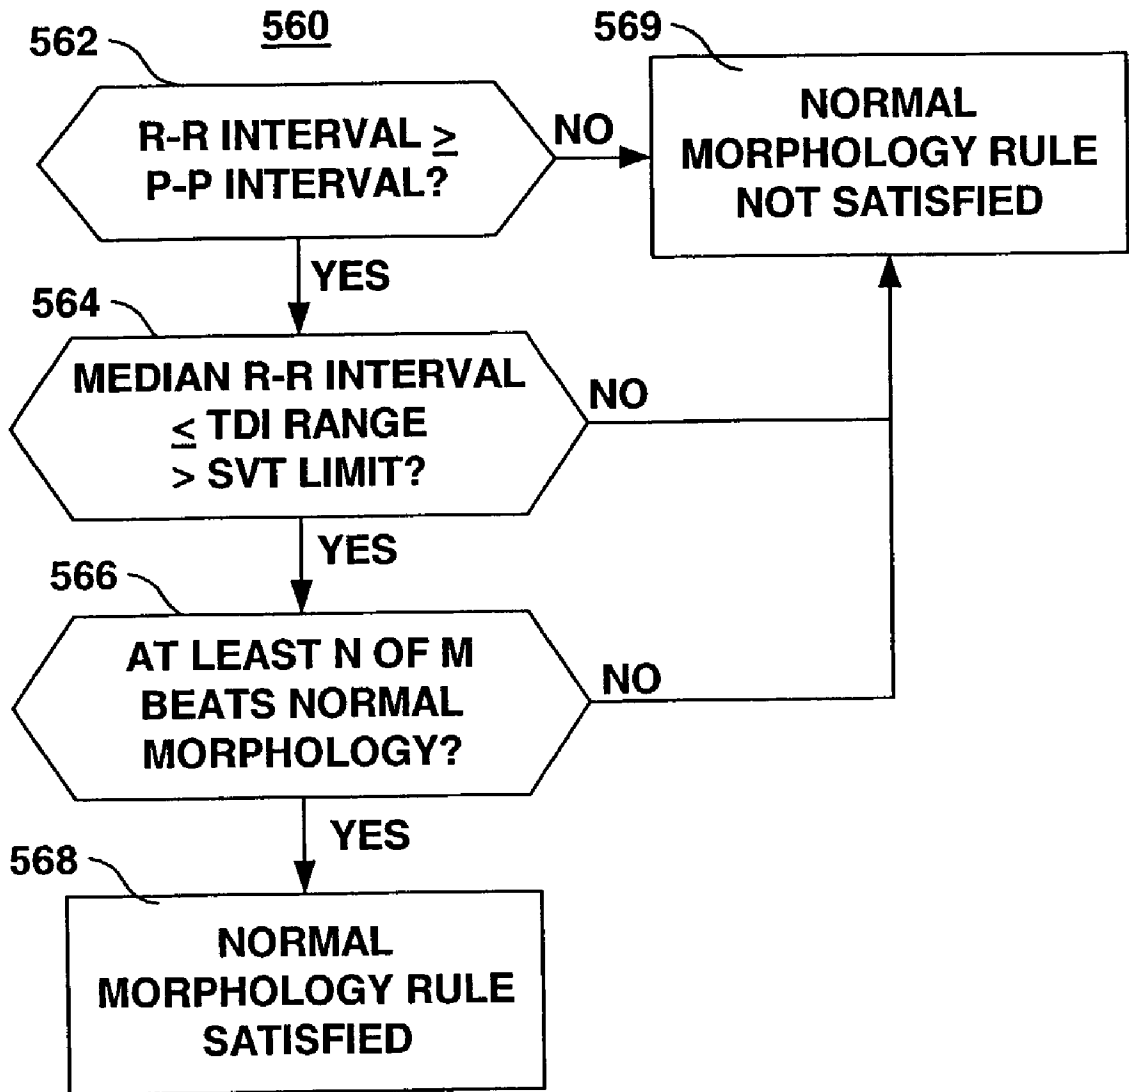 560
562
R-R INTERVAL ≥
P-P INTERVAL?
NO
569
NORMAL
MORPHOLOGY RULE
NOT SATISFIED
YES
564
MEDIAN R-R INTERVAL
≤ TDI RANGE
> SVT LIMIT?
NO
YES
566
AT LEAST N OF M
BEATS NORMAL
MORPHOLOGY?
NO
YES
568
NORMAL
MORPHOLOGY RULE
SATISFIED